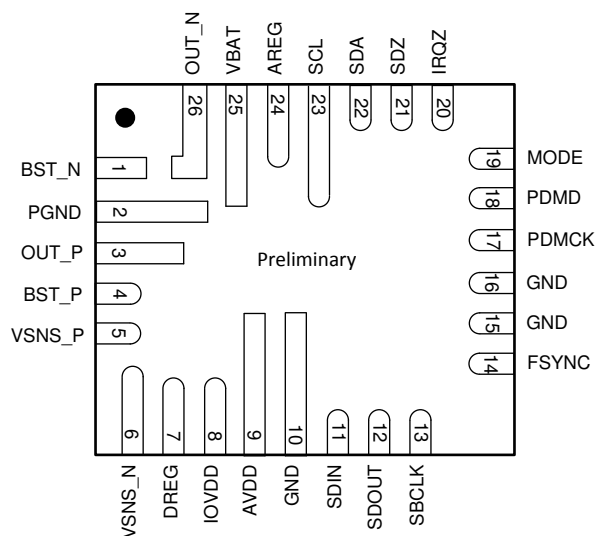 OUT_N
VBAT
AREG
SCL
SDA
SDZ
IRQZ
26
25
24
23
22
21
20
BST_N
1
PGND
2
OUT_P
3
BST_P
4
VSNS_P
5
19
MODE
18
PDMD
17
PDMCK
16
GND
15
GND
14
FSYNC
Preliminary
6
7
8
9
10
11
12
13
VSNS_N
DREG
IOVDD
AVDD
GND
SDIN
SDOUT
SBCLK